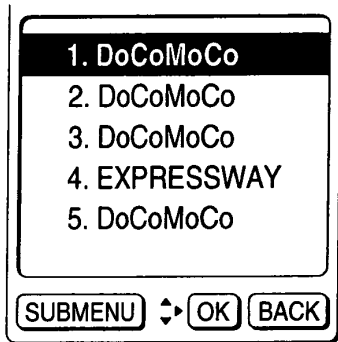 1. DoCoMoCo
2. DoCoMoCo
3. DoCoMoCo
4. EXPRESSWAY
5. DoCoMoCo
SUBMENU OK BACK